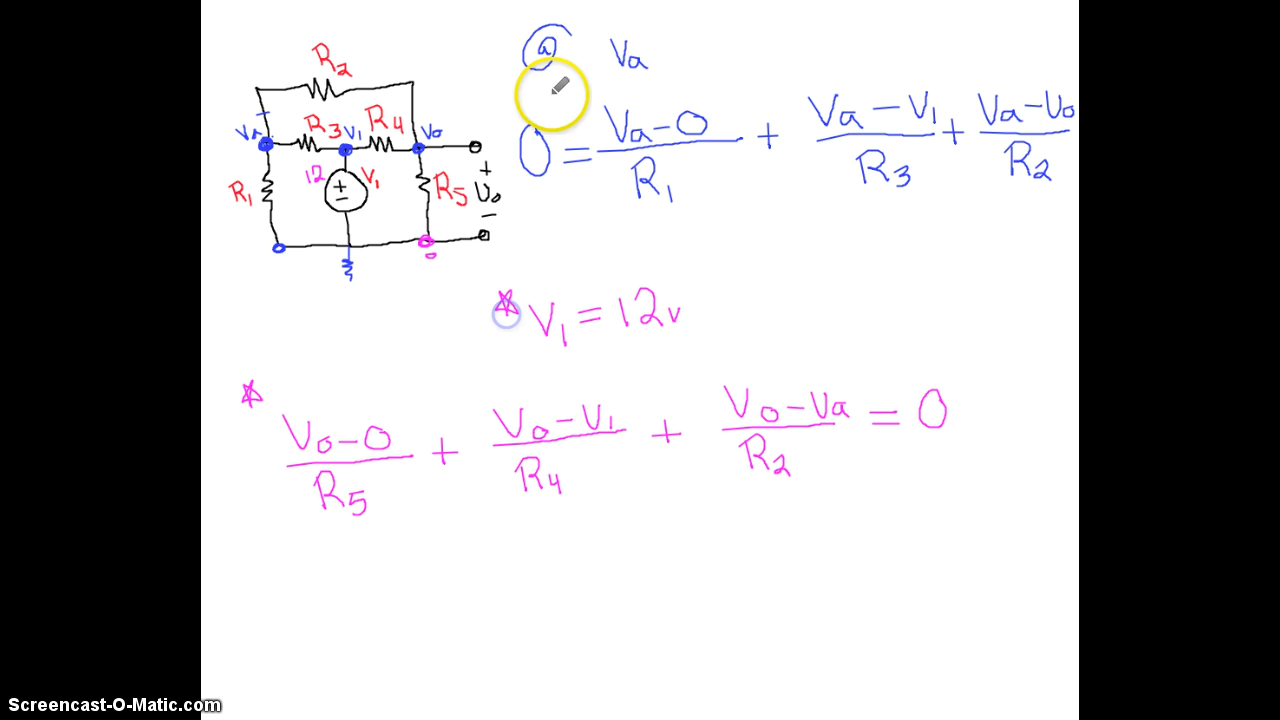 R2
Va R3 V1 R4 Vo
R1 12 + - V1 R5 + Vo -
o
a Va
0 = Va-0/R1 + Va-V1/R3 + Va-Vo/R2
* V1 = 12v
* Vo-0/R5 + Vo-V1/R4 + Vo-Va/R2 = 0
Screencast-O-Matic.com